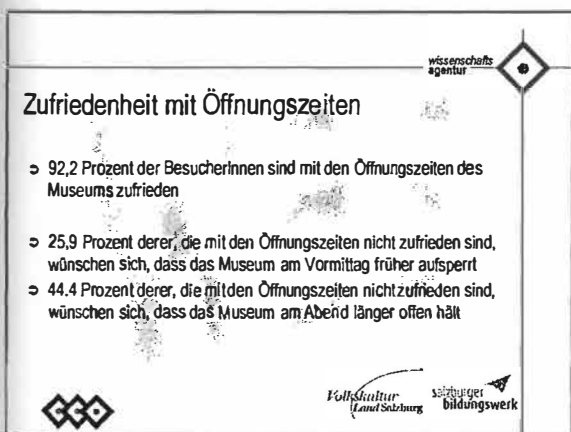 wissenschafts
agentur
Zufriedenheit mit Öffnungszeiten
➲ 92,2 Prozent der BesucherInnen sind mit den Öffnungszeiten des
Museums zufrieden
➲ 25,9 Prozent derer, die mit den Öffnungszeiten nicht zufrieden sind,
wünschen sich, dass das Museum am Vormittag früher aufsperrt
➲ 44.4 Prozent derer, die mit den Öffnungszeiten nicht zufrieden sind,
wünschen sich, dass das Museum am Abend länger offen hält
Volkskultur
Land Salzburg
salzburger
bildungswerk